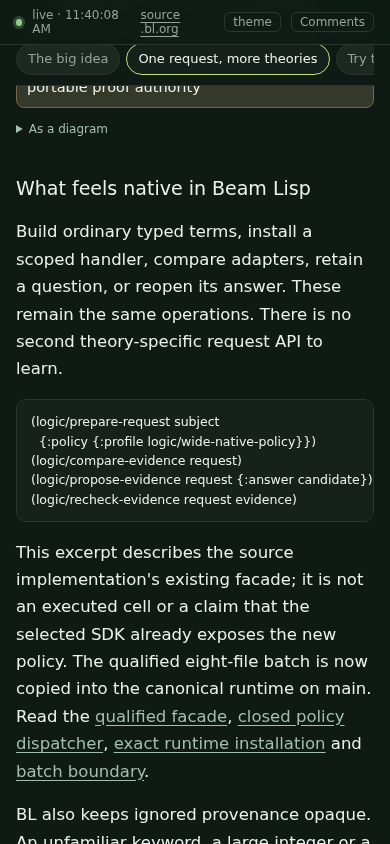 live · 11:40:08 AM
source .bl.org
theme
Comments
The big idea
One request, more theories
Try t
portable proof authority
▶ As a diagram
What feels native in Beam Lisp
Build ordinary typed terms, install a
scoped handler, compare adapters, retain
a question, or reopen its answer. These
remain the same operations. There is no
second theory-specific request API to
learn.
(logic/prepare-request subject
{:policy {:profile logic/wide-native-policy}})
(logic/compare-evidence request)
(logic/propose-evidence request {:answer candidate})
(logic/recheck-evidence request evidence)
This excerpt describes the source
implementation's existing facade; it is not
an executed cell or a claim that the
selected SDK already exposes the new
policy. The qualified eight-file batch is now
copied into the canonical runtime on main.
Read the qualified facade, closed policy
dispatcher, exact runtime installation and
batch boundary.
BL also keeps ignored provenance opaque.
An unfamiliar keyword, a large integer or a